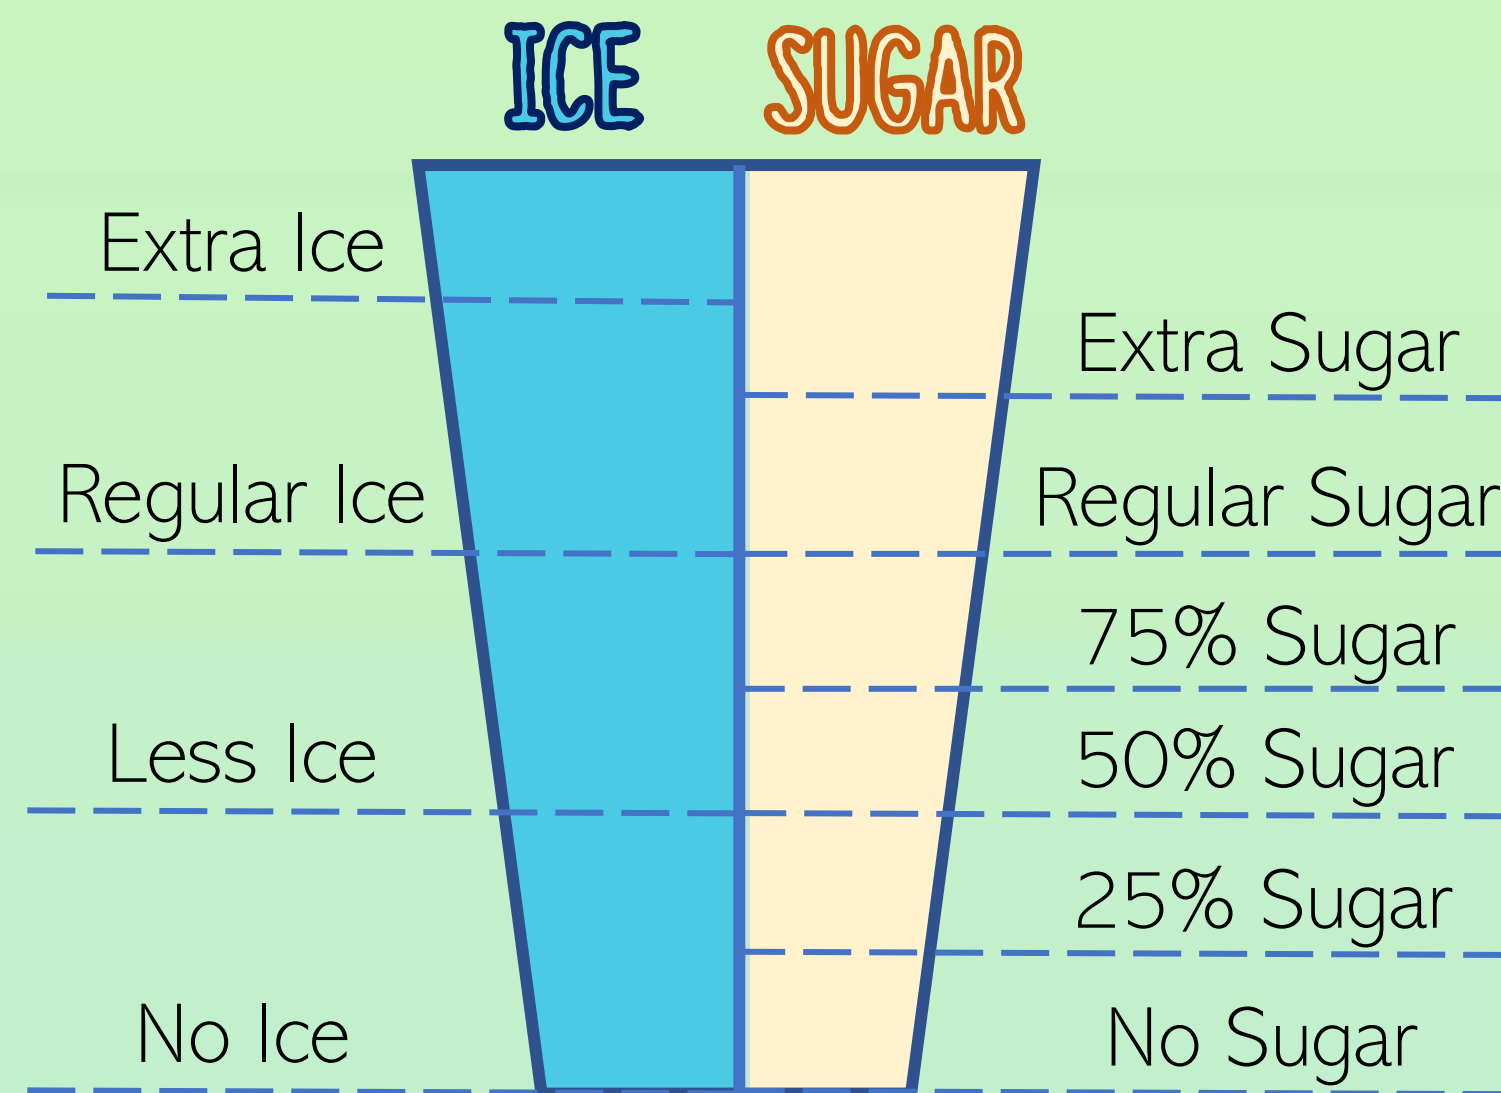 ICE SUGAR
Extra Ice
Extra Sugar
Regular Ice
Regular Sugar
75% Sugar
Less Ice
50% Sugar
25% Sugar
No Ice
No Sugar